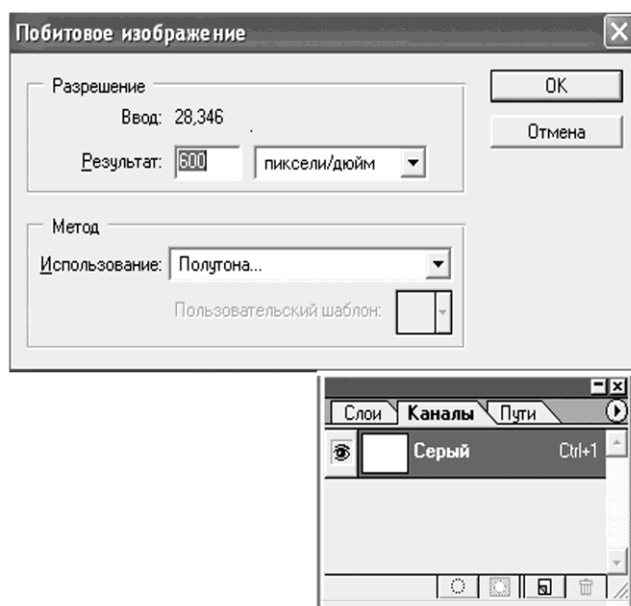 Побитовое изображение
Разрешение
Ввод: 28,346
Результат: 600 пиксели/дюйм
OK
Отмена
Метод
Использование: Полутона...
Пользовательский шаблон:
Слои Каналы Пути
Серый Ctrl+1